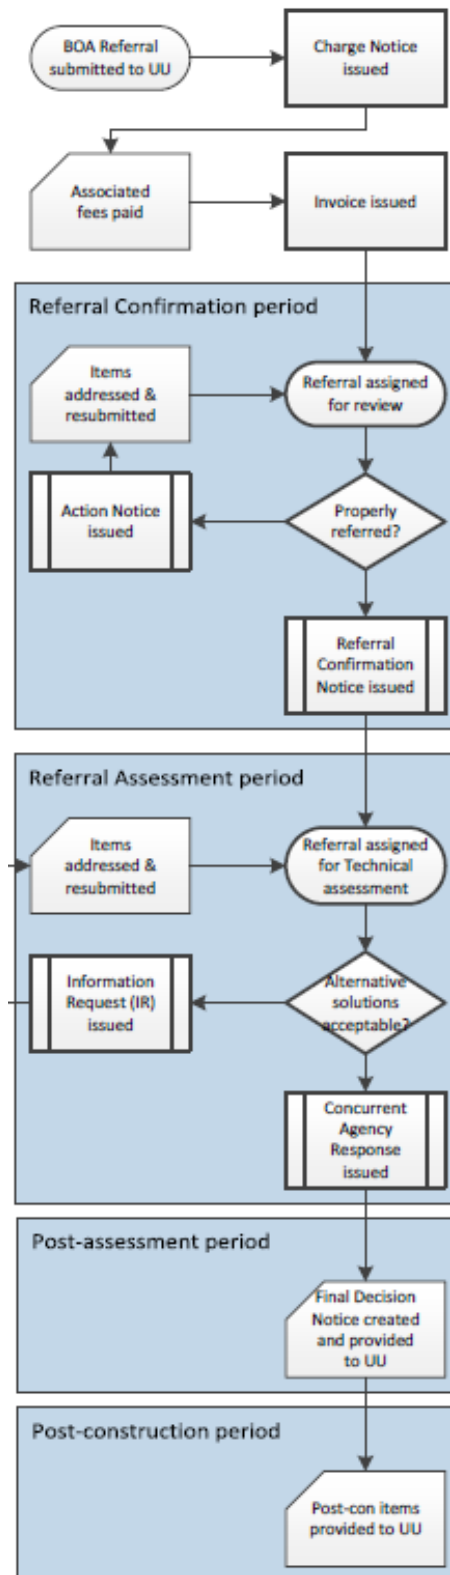 BOA Referral
submitted to UU
Charge Notice
issued
Associated
fees paid
Invoice issued
Referral Confirmation period
Items
addressed &
resubmitted
Referral assigned
for review
Action Notice
issued
Properly
referred?
Referral
Confirmation
Notice issued
Referral Assessment period
Items
addressed &
resubmitted
Referral assigned
for Technical
assessment
Information
Request (IR)
issued
Alternative
solutions
acceptable?
Concurrent
Agency
Response
issued
Post-assessment period
Final Decision
Notice created
and provided
to UU
Post-construction period
Post-con items
provided to UU